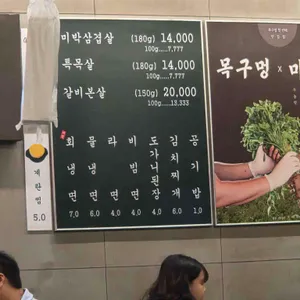 미박삼겹살 (180g) 14,000
100g.....7,777
특목살 (180g) 14,000
100g.....7,777
갈비본살 (150g) 20,000
100g.....13,333
회냉면 7,0
물냉면 6,0
라면 4,0
비빔면 4,0
도가니된장 4,0
김치찌개 6,0
공기밥 1,0
계란찜 5,0
목구멍 × 미